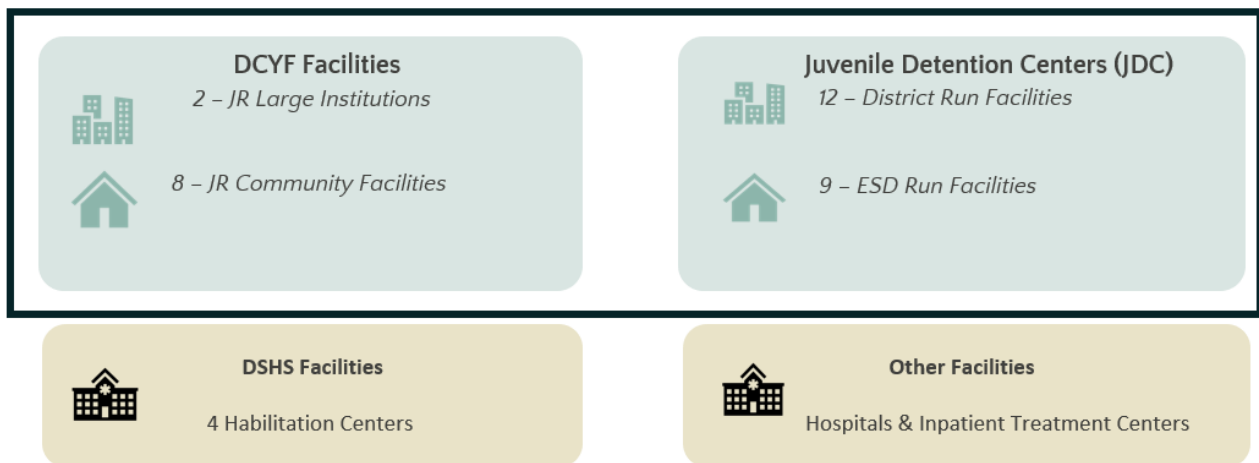 DCYF Facilities
2 – JR Large Institutions
8 – JR Community Facilities
Juvenile Detention Centers (JDC)
12 – District Run Facilities
9 – ESD Run Facilities
DSHS Facilities
4 Habilitation Centers
Other Facilities
Hospitals & Inpatient Treatment Centers